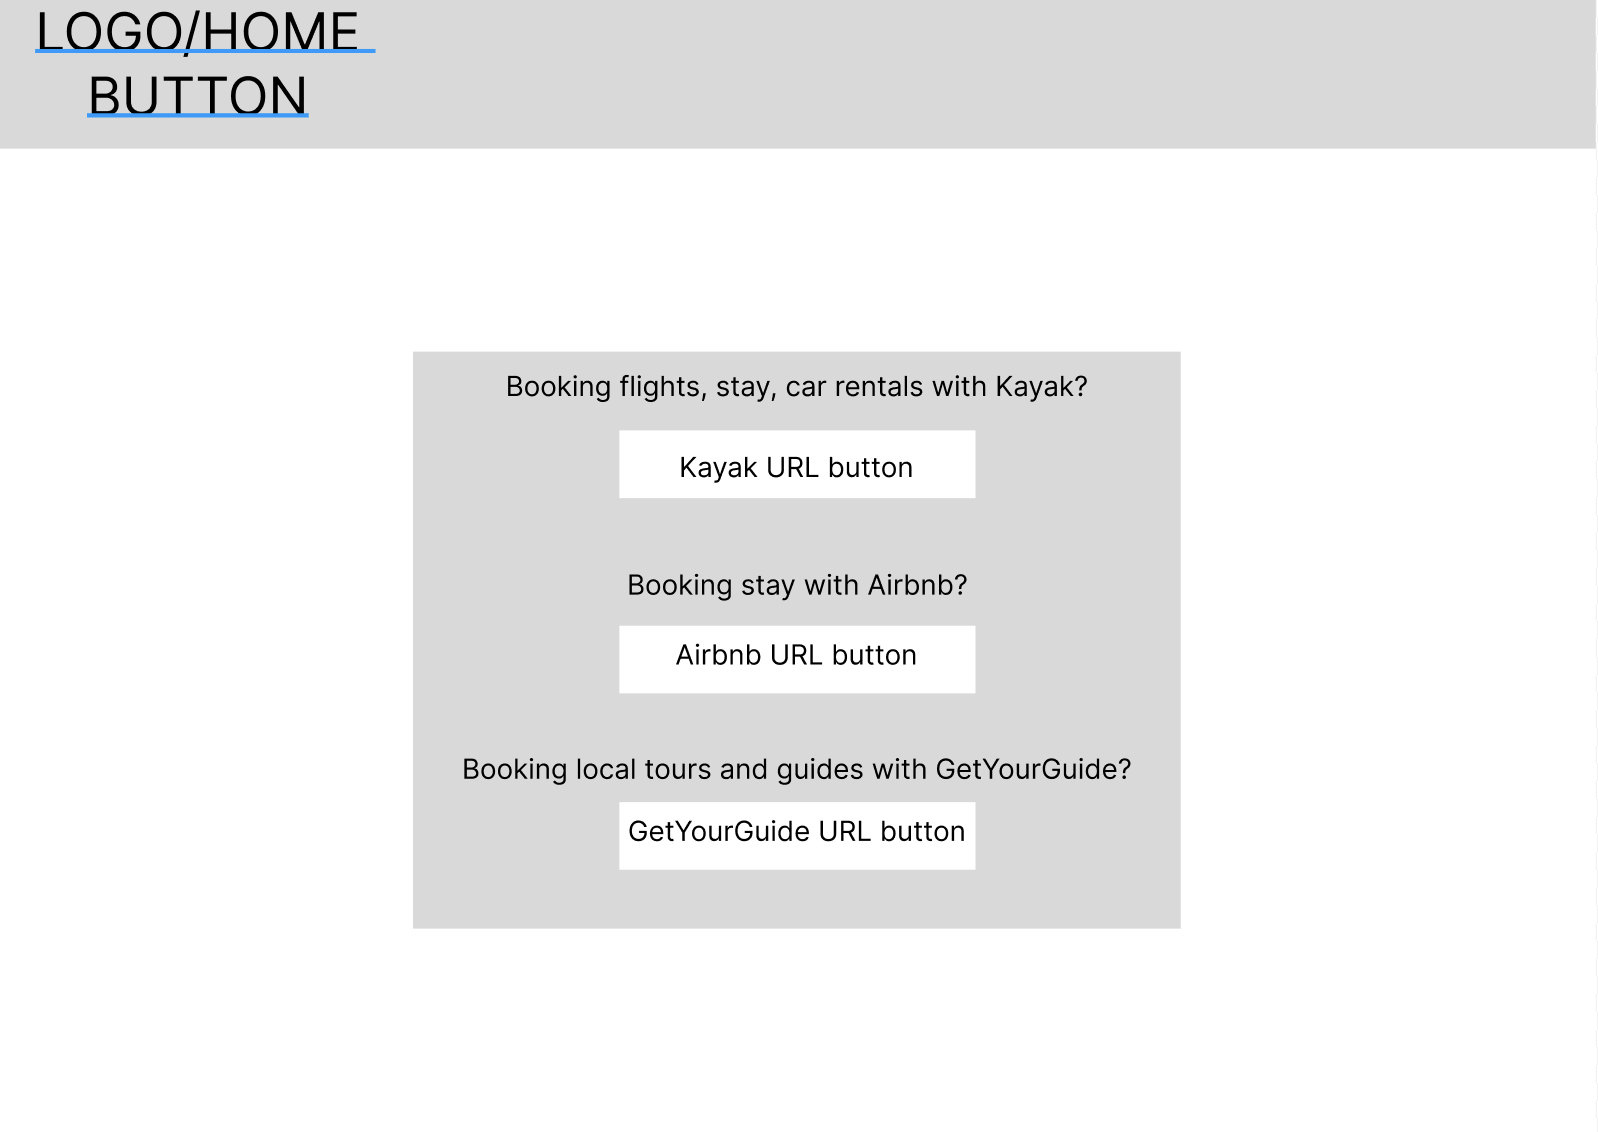 LOGO/HOME
BUTTON
Booking flights, stay, car rentals with Kayak?
Kayak URL button
Booking stay with Airbnb?
Airbnb URL button
Booking local tours and guides with GetYourGuide?
GetYourGuide URL button